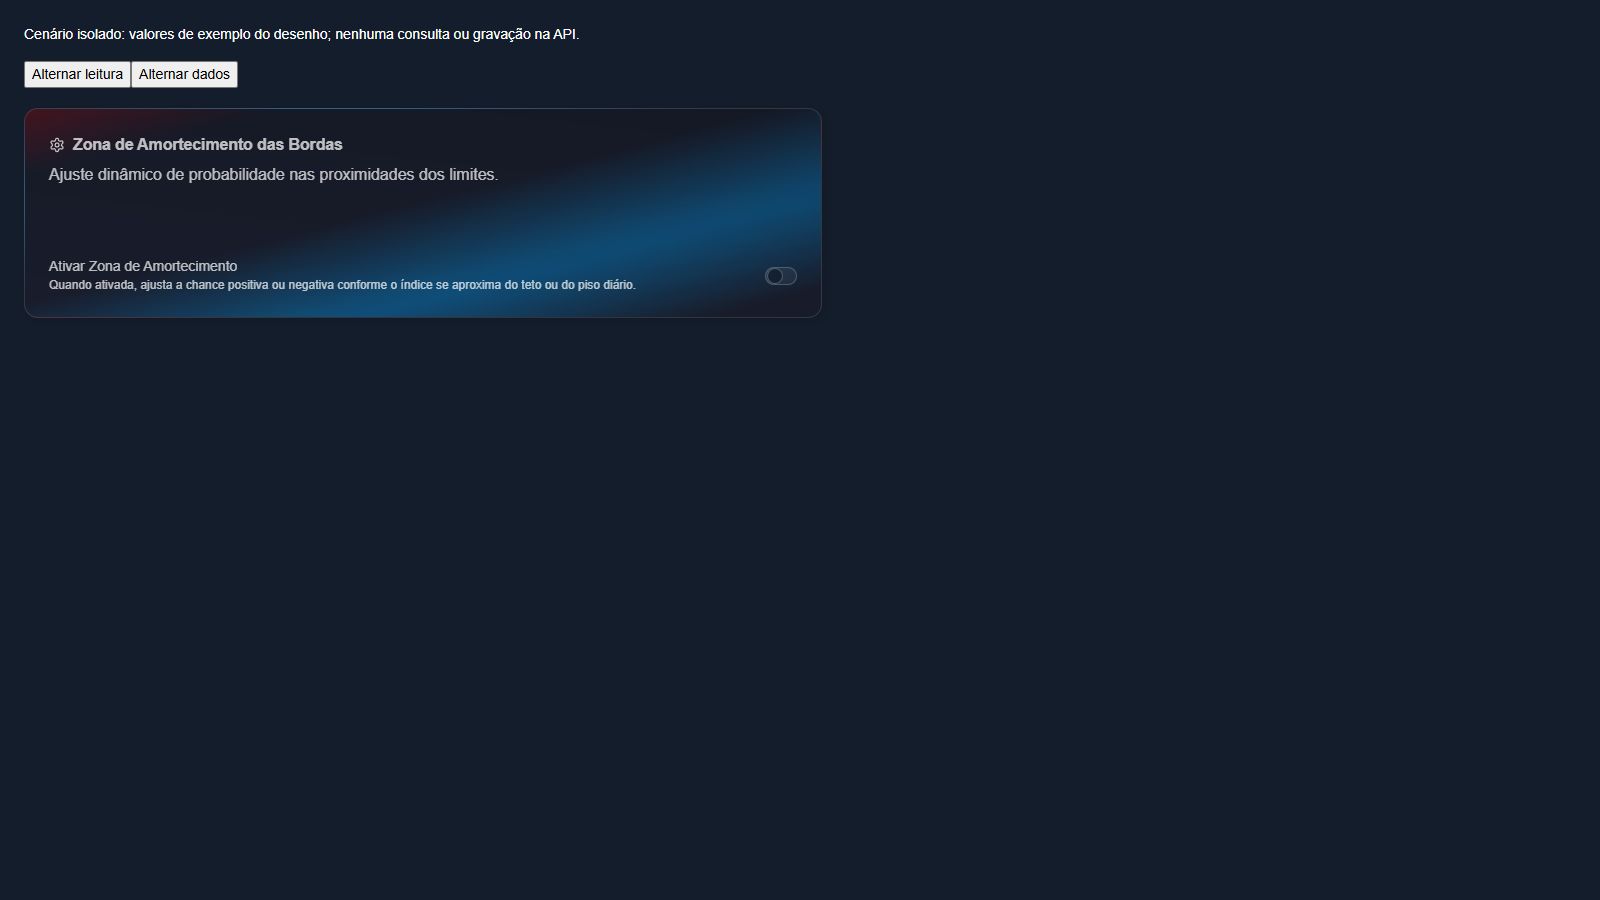 Cenário isolado: valores de exemplo do desenho; nenhuma consulta ou gravação na API.
Alternar leitura
Alternar dados
Zona de Amortecimento das Bordas
Ajuste dinâmico de probabilidade nas proximidades dos limites.
Ativar Zona de Amortecimento
Quando ativada, ajusta a chance positiva ou negativa conforme o índice se aproxima do teto ou do piso diário.